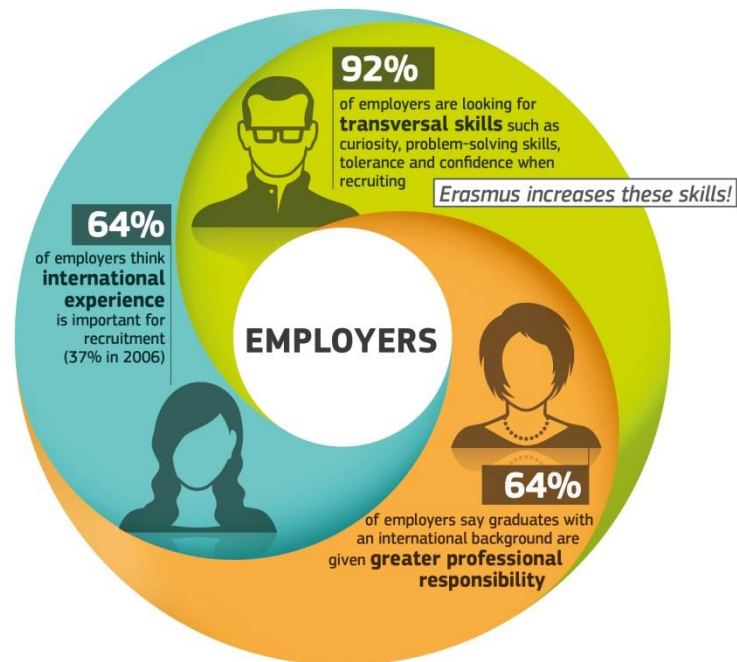 92%
of employers are looking for
transversal skills such as
curiosity, problem-solving skills,
tolerance and confidence when
recruiting
Erasmus increases these skills!
64%
of employers think
international
experience
is important for
recruitment
(37% in 2006)
EMPLOYERS
64%
of employers say graduates with
an international background are
given greater professional
responsibility